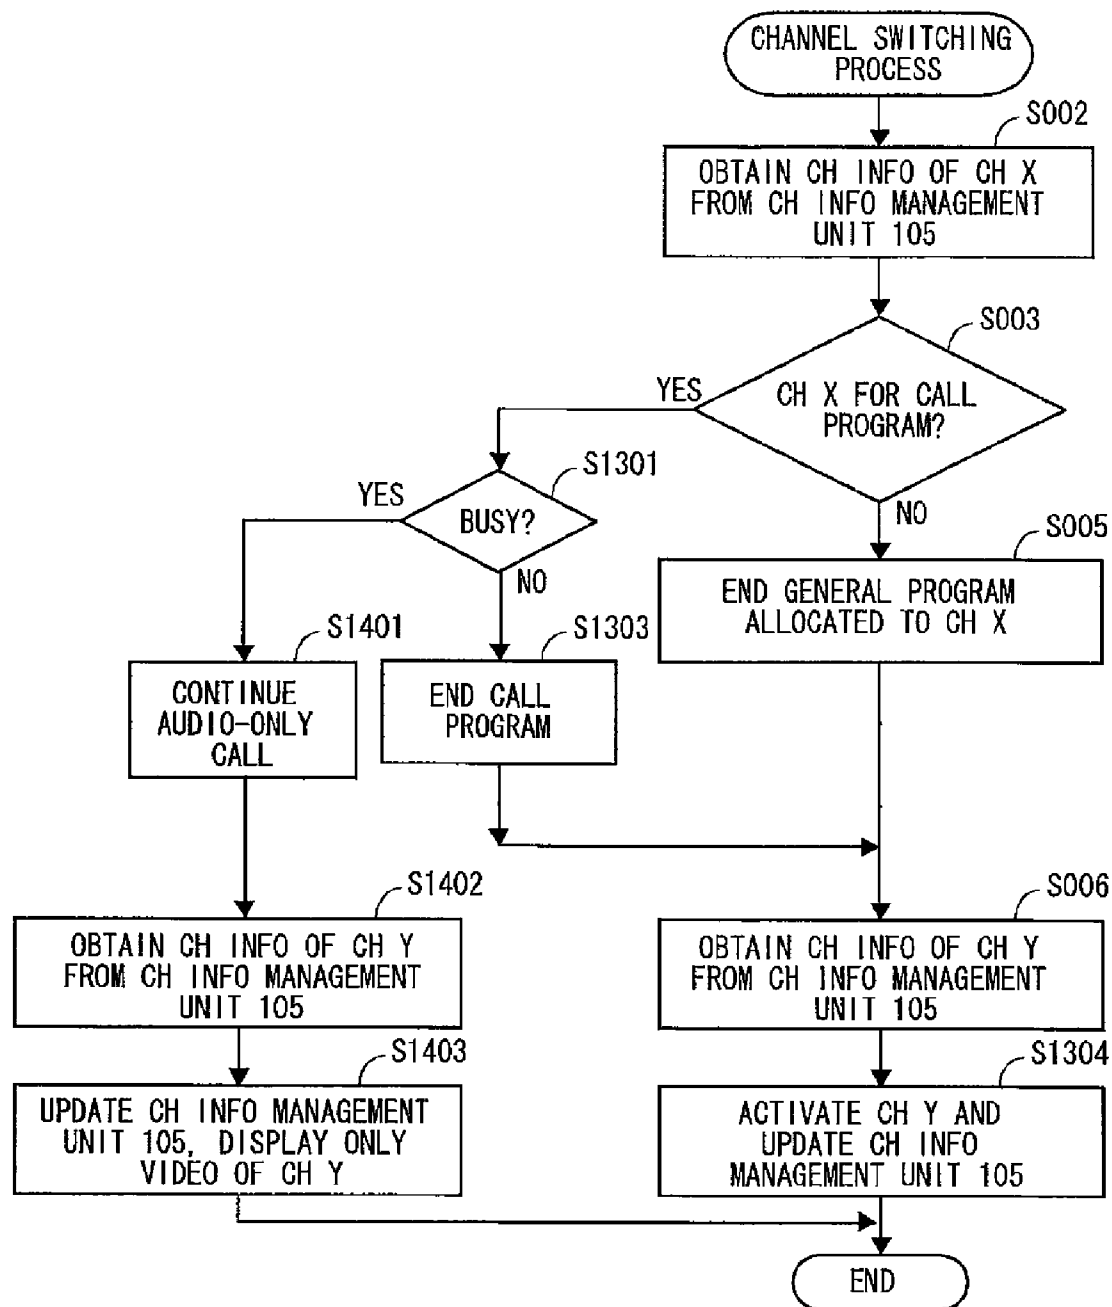 CHANNEL SWITCHING
PROCESS
S002
OBTAIN CH INFO OF CH X
FROM CH INFO MANAGEMENT
UNIT 105
S003
CH X FOR CALL
PROGRAM?
YES
NO
S1301
BUSY?
YES
NO
S005
END GENERAL PROGRAM
ALLOCATED TO CH X
S1401
CONTINUE
AUDIO-ONLY
CALL
S1303
END CALL
PROGRAM
S1402
OBTAIN CH INFO OF CH Y
FROM CH INFO MANAGEMENT
UNIT 105
S006
OBTAIN CH INFO OF CH Y
FROM CH INFO MANAGEMENT
UNIT 105
S1403
UPDATE CH INFO MANAGEMENT
UNIT 105, DISPLAY ONLY
VIDEO OF CH Y
S1304
ACTIVATE CH Y AND
UPDATE CH INFO
MANAGEMENT UNIT 105
END